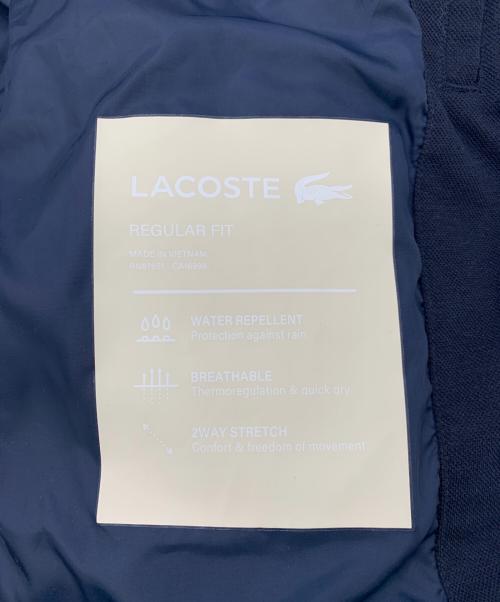 LACOSTE
REGULAR FIT
MADE IN VIETNAM
WATER REPELLENT
Protection against rain
BREATHABLE
Thermoregulation & quick dry
2WAY STRETCH
Confort & freedom of movement